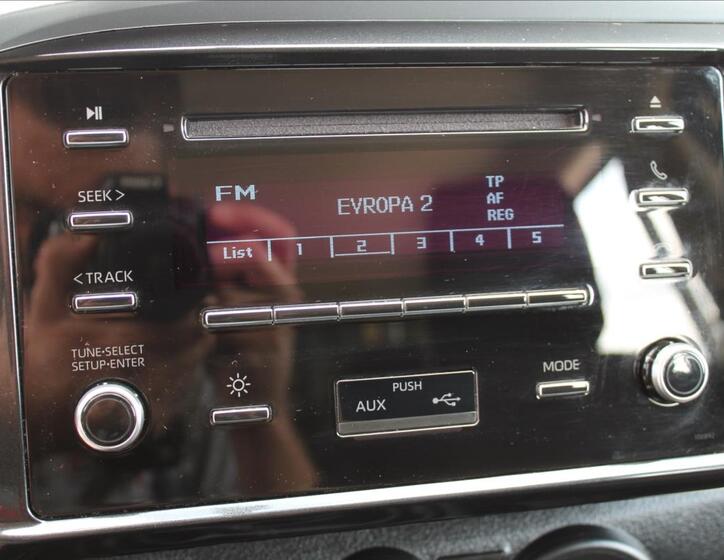 SEEK >
< TRACK
TUNE•SELECT
SETUP•ENTER
FM
EVROPA 2
TP
AF
REG
List 1 2 3 4 5
PUSH
AUX
MODE